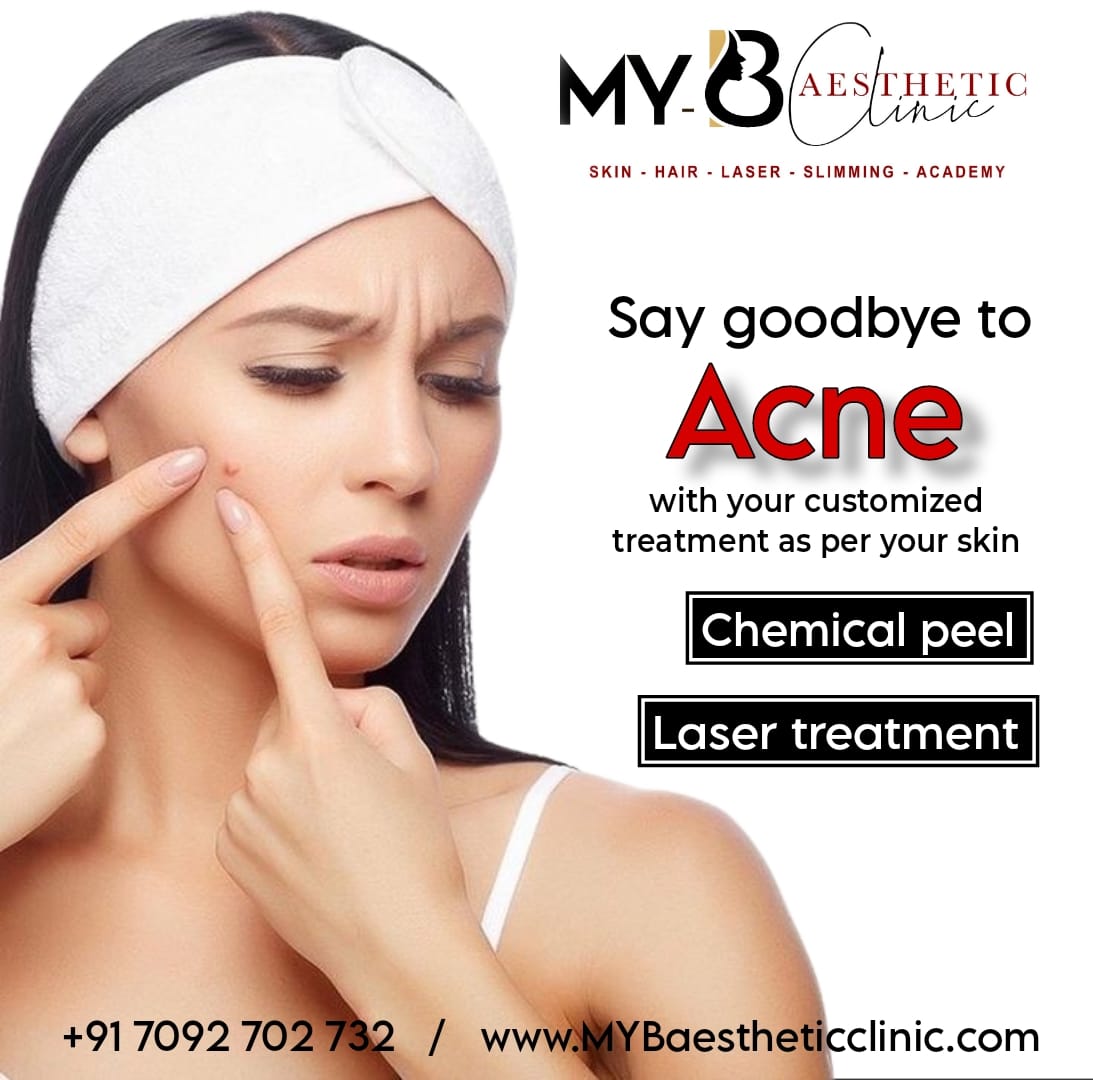 MY-B AESTHETIC
Clinic
SKIN - HAIR - LASER - SLIMMING - ACADEMY
Say goodbye to
Acne
with your customized
treatment as per your skin
Chemical peel
Laser treatment
+91 7092 702 732 / www.MYBaestheticclinic.com